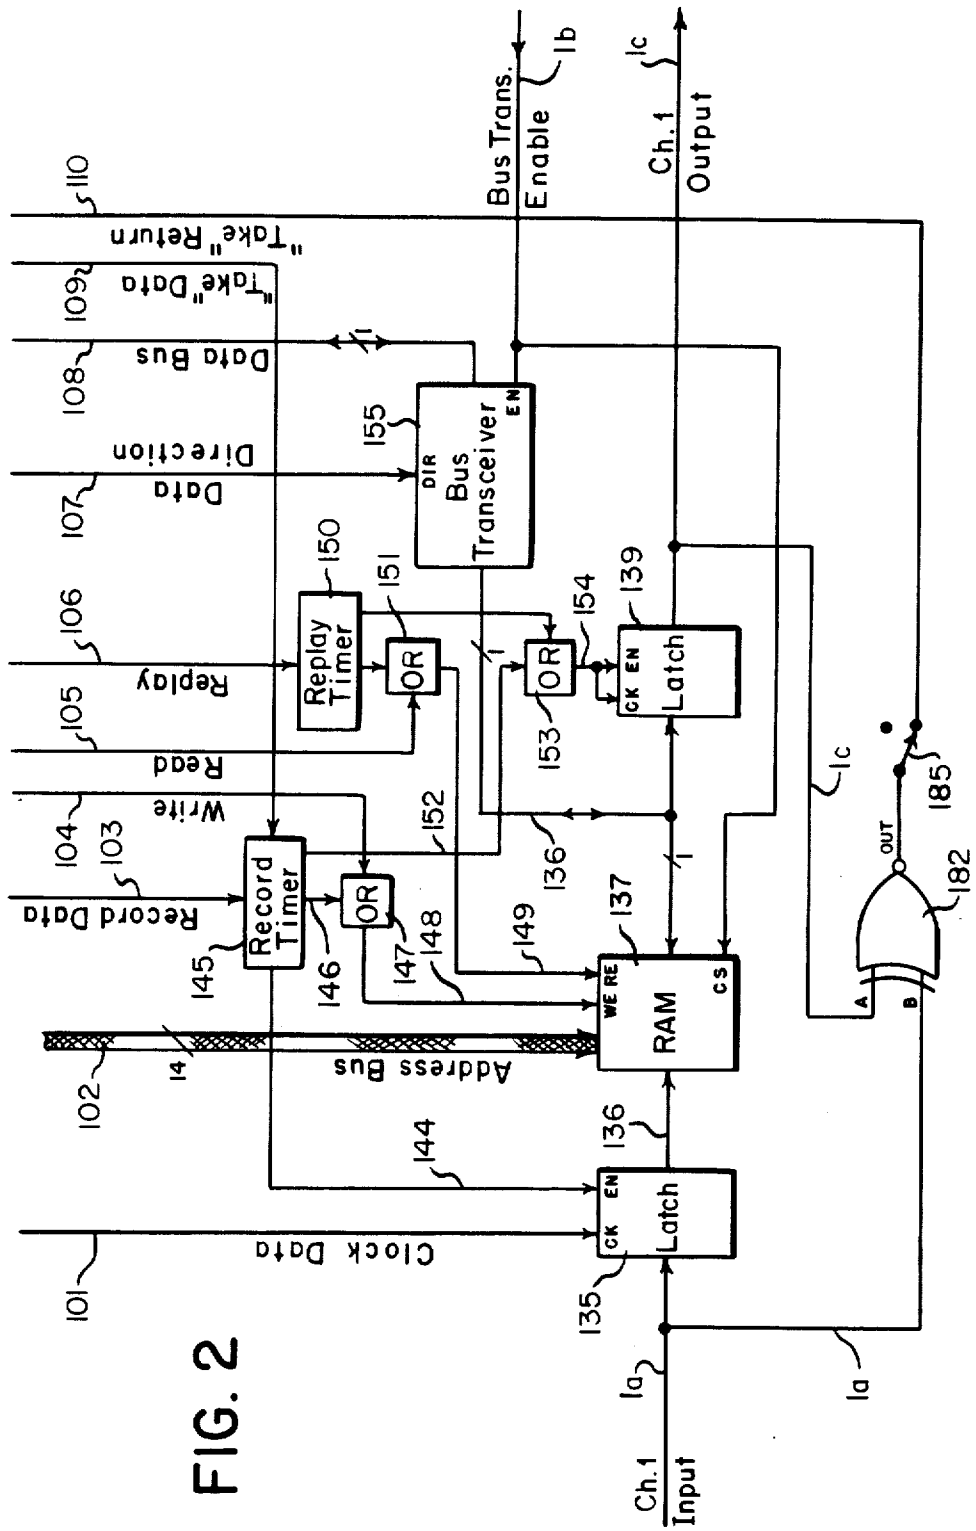 FIG. 2
101
Clock Data
102
14
Address Bus
103
Record Data
104
Write
105
Read
106
Replay
107
Data Direction
108
Data Bus
1
109
"Take" Data
110
"Take" Return
145
Record
Timer
144
146
OR
147
148
149
152
Replay
Timer
150
OR
151
OR
153
154
DIR
Bus
Transceiver
EN
155
Bus Trans.
Enable
1b
Ch.1
Input
1a
1a
CK EN
Latch
135
136
WE RE
RAM
CS
137
136
1
1
CK EN
Latch
139
Ch.1
Output
1c
1c
A
B
OUT
182
185